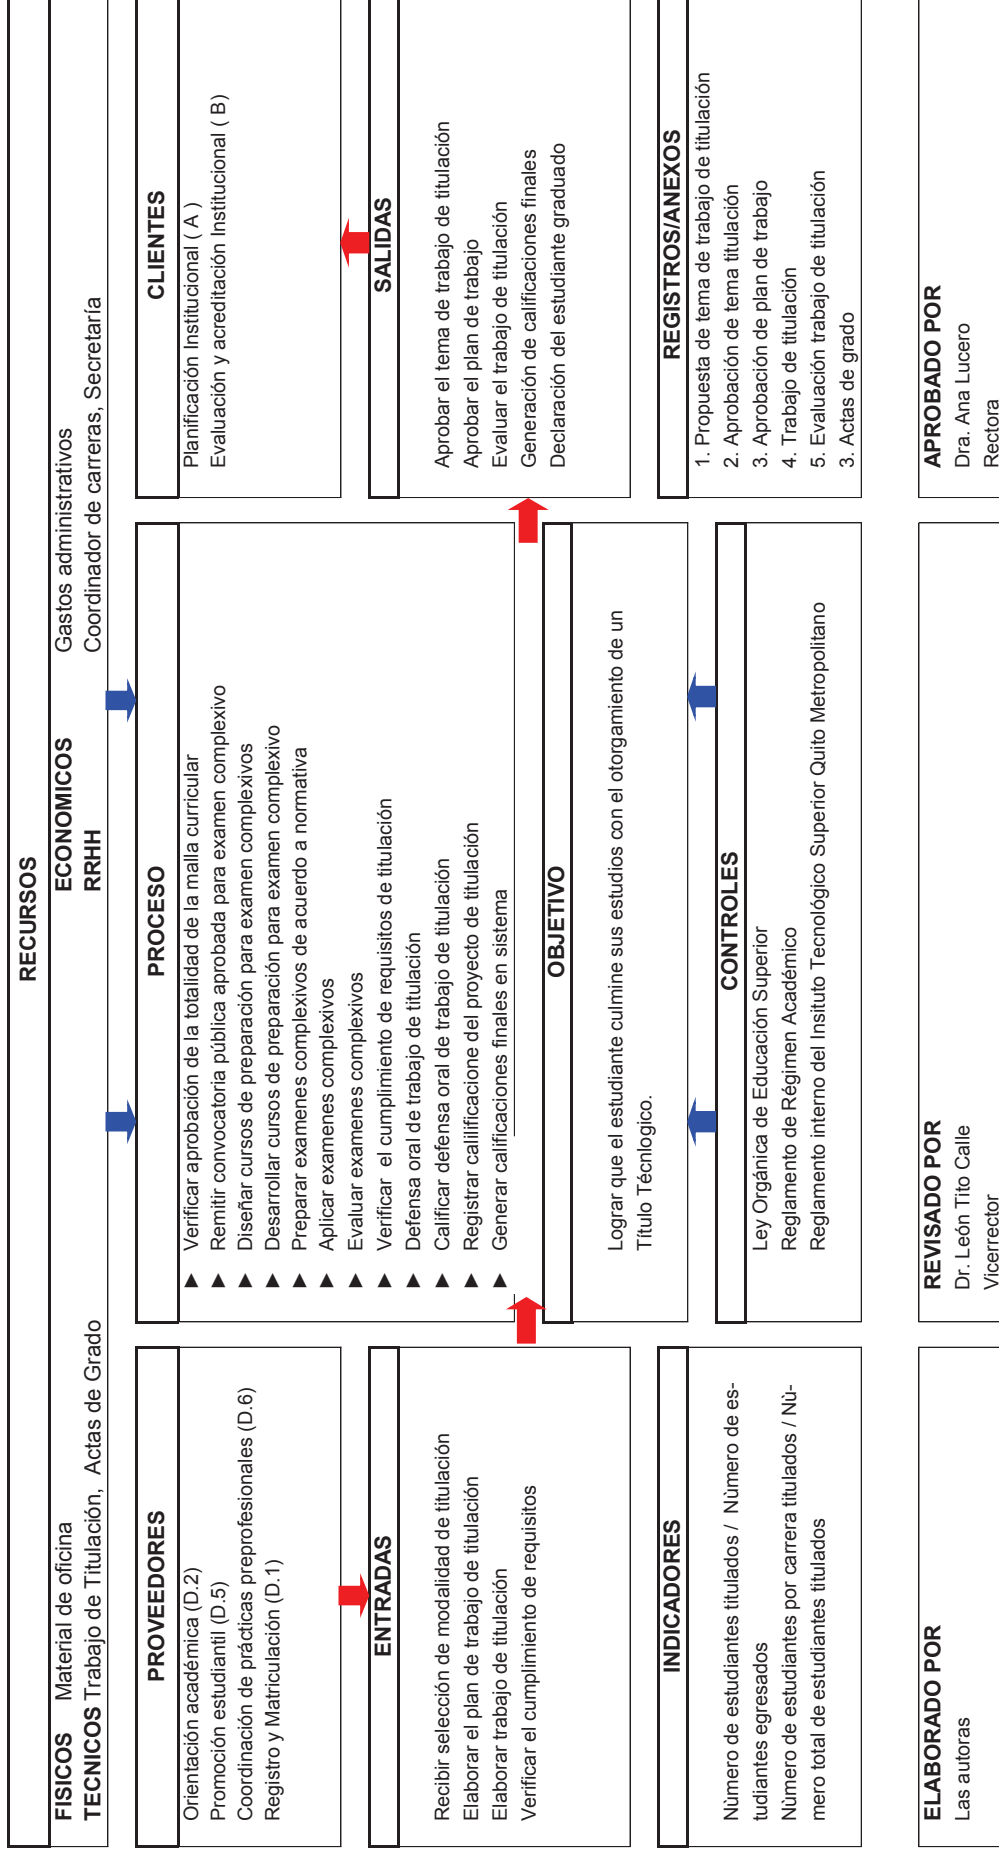 RECURSOS
FISICOS Material de oficina
ECONOMICOS Gastos administrativos
TECNICOS Trabajo de Titulación, Actas de Grado
RRHH Coordinador de carreras, Secretaría
PROVEEDORES
Orientación académica (D.2)
Promoción estudiantil (D.5)
Coordinación de prácticas preprofesionales (D.6)
Registro y Matriculación (D.1)
ENTRADAS
Recibir selección de modalidad de titulación
Elaborar el plan de trabajo de titulación
Elaborar trabajo de titulación
Verificar el cumplimiento de requisitos
INDICADORES
Nùmero de estudiantes titulados / Nùmero de es-
tudiantes egresados
Nùmero de estudiantes por carrera titulados / Nù-
mero total de estudiantes titulados
PROCESO
▲ Verificar aprobación de la totalidad de la malla curricular
▲ Remitir convocatoria pública aprobada para examen complexivo
▲ Diseñar cursos de preparación para examen complexivos
▲ Desarrollar cursos de preparación para examen complexivo
▲ Preparar examenes complexivos de acuerdo a normativa
▲ Aplicar examenes complexivos
▲ Evaluar examenes complexivos
▲ Verificar el cumplimiento de requisitos de titulación
▲ Defensa oral de trabajo de titulación
▲ Calificar defensa oral de trabajo de titulación
▲ Registrar calilificacione del proyecto de titulación
▲ Generar calificaciones finales en sistema
OBJETIVO
Lograr que el estudiante culmine sus estudios con el otorgamiento de un
Título Técnlogico.
CONTROLES
Ley Orgánica de Educación Superior
Reglamento de Régimen Académico
Reglamento interno del Insituto Tecnológico Superior Quito Metropolitano
CLIENTES
Planificación Institucional ( A )
Evaluación y acreditación Institucional ( B)
SALIDAS
Aprobar el tema de trabajo de titulación
Aprobar el plan de trabajo
Evaluar el trabajo de titulación
Generación de calificaciones finales
Declaración del estudiante graduado
REGISTROS/ANEXOS
1. Propuesta de tema de trabajo de titulación
2. Aprobación de tema titulación
3. Aprobación de plan de trabajo
4. Trabajo de titulación
5. Evaluación trabajo de titulación
3. Actas de grado
ELABORADO POR
Las autoras
REVISADO POR
Dr. León Tito Calle
Vicerrector
APROBADO POR
Dra. Ana Lucero
Rectora